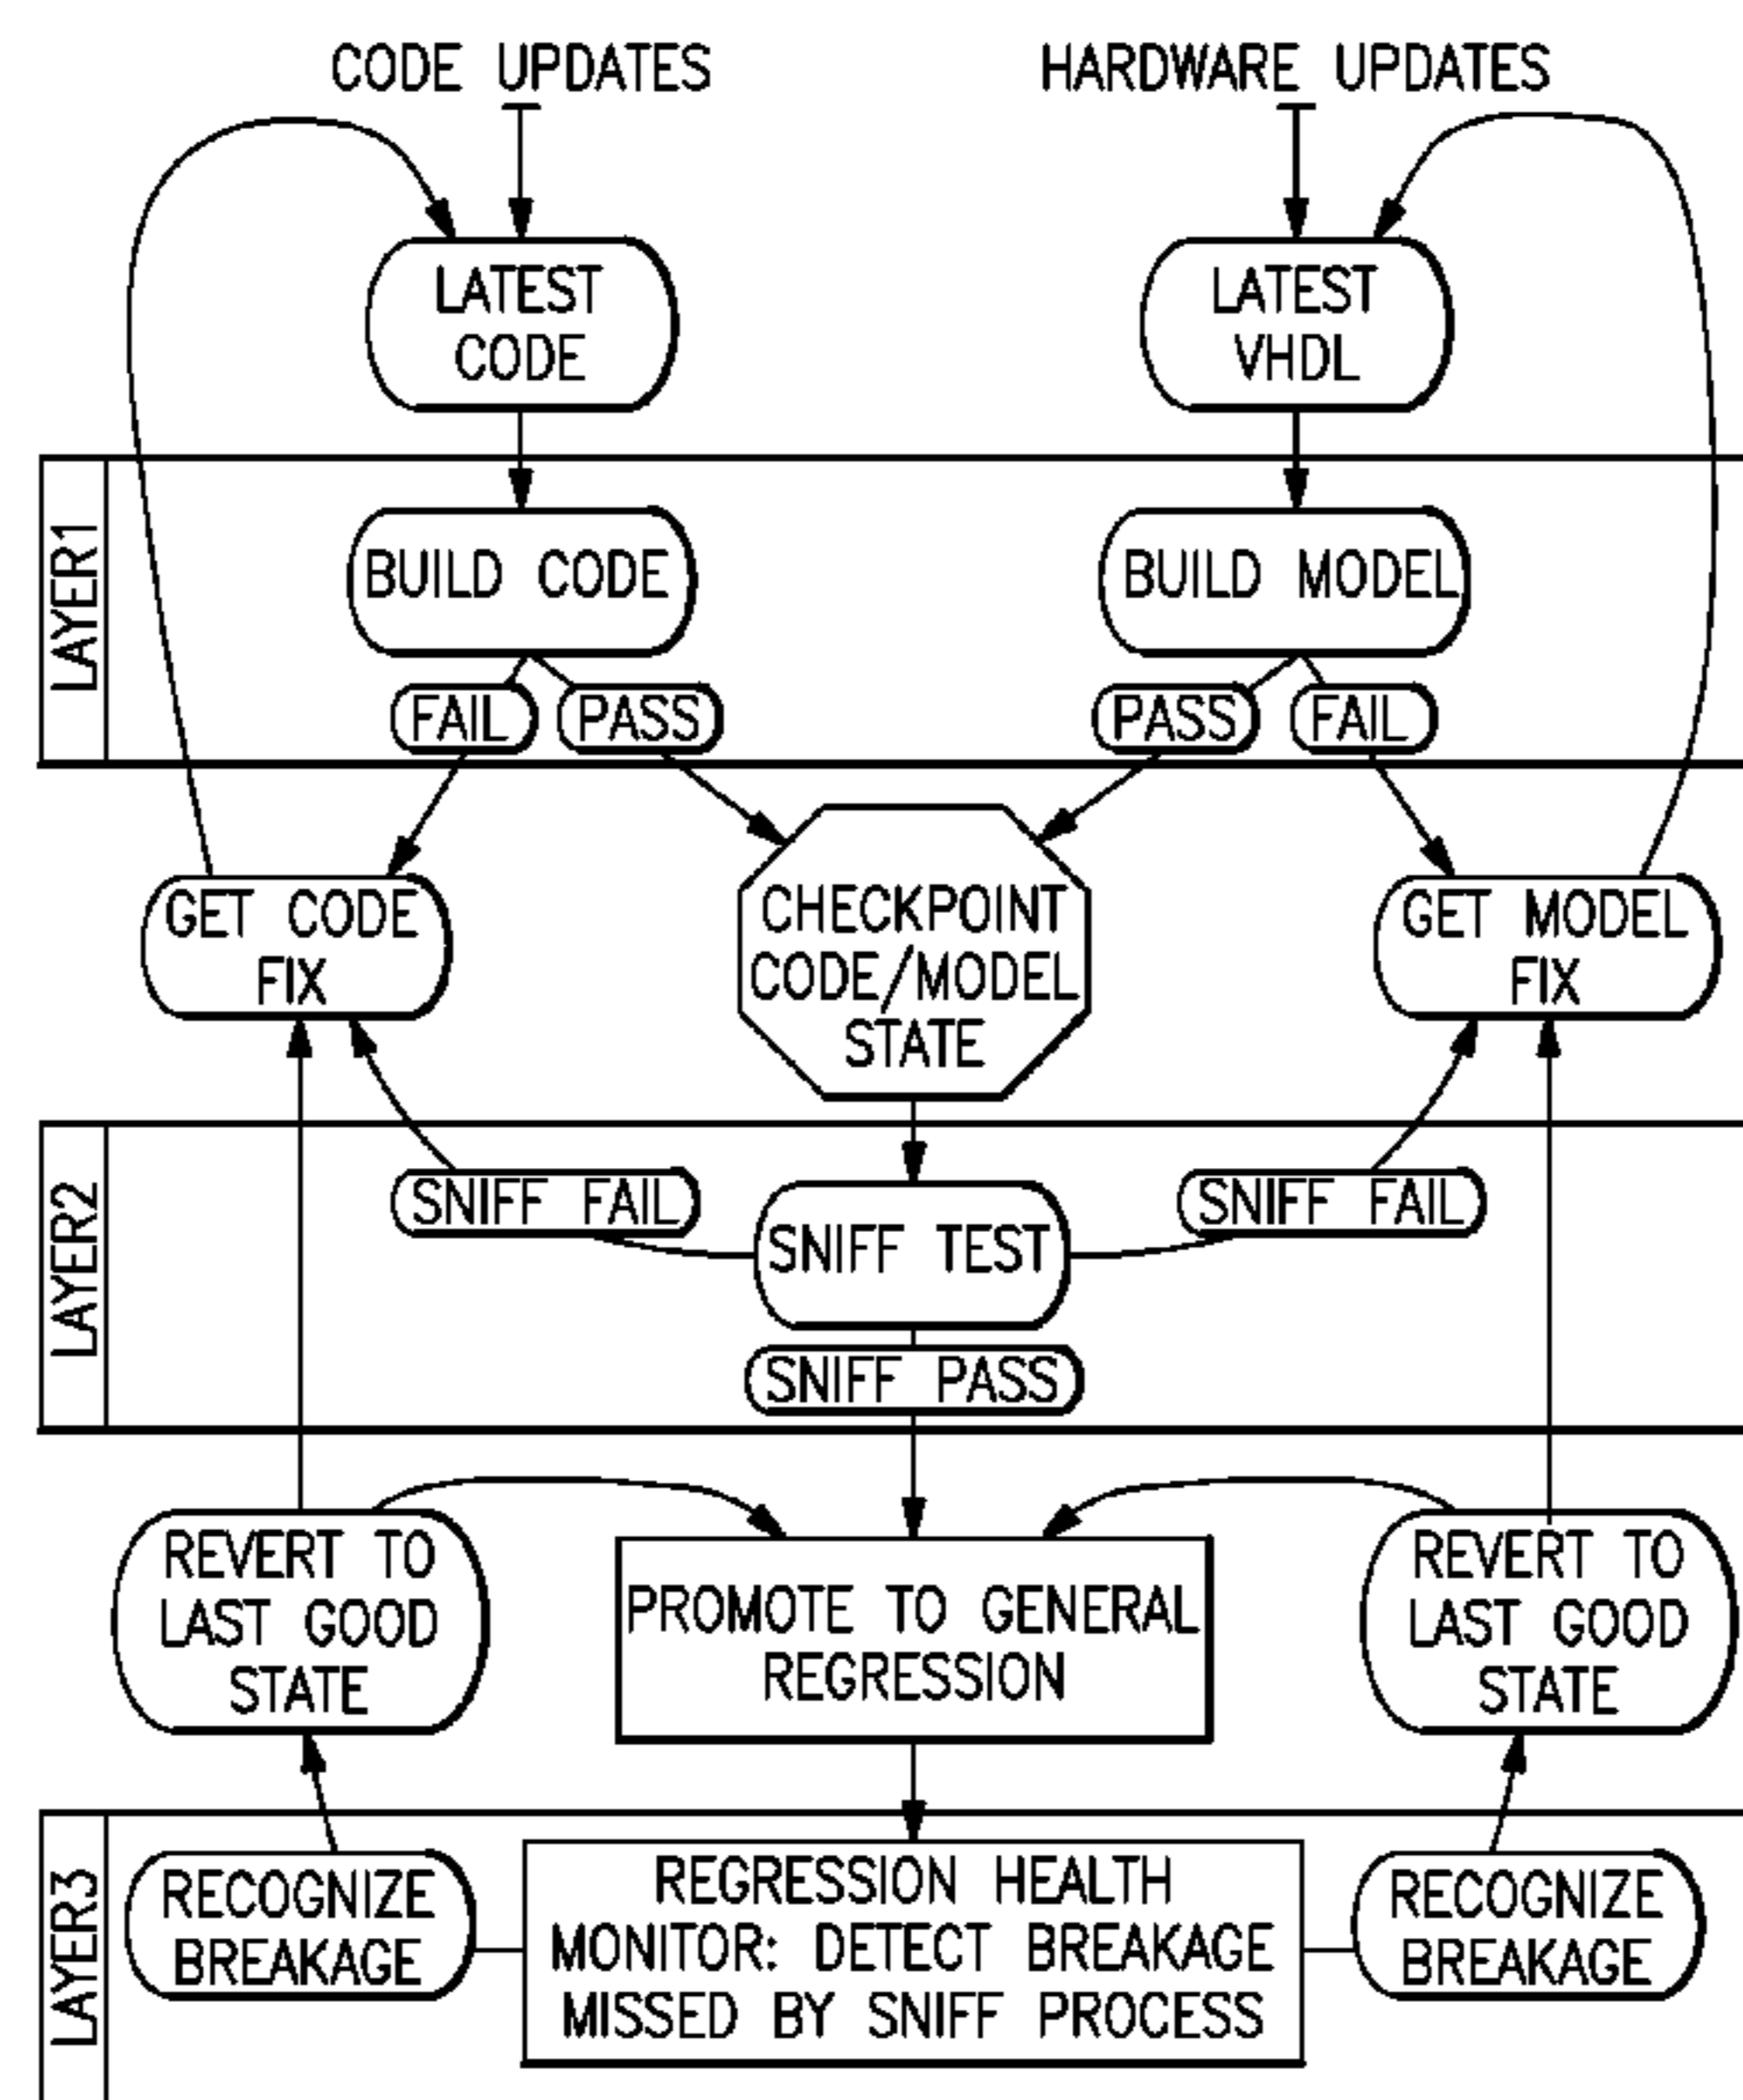 CODE UPDATES
HARDWARE UPDATES
LATEST
CODE
LATEST
VHDL
LAYER1
BUILD CODE
BUILD MODEL
FAIL
PASS
PASS
FAIL
GET CODE
FIX
CHECKPOINT
CODE/MODEL
STATE
GET MODEL
FIX
LAYER2
SNIFF FAIL
SNIFF TEST
SNIFF FAIL
SNIFF PASS
REVERT TO
LAST GOOD
STATE
PROMOTE TO GENERAL
REGRESSION
REVERT TO
LAST GOOD
STATE
LAYER3
RECOGNIZE
BREAKAGE
REGRESSION HEALTH
MONITOR: DETECT BREAKAGE
MISSED BY SNIFF PROCESS
RECOGNIZE
BREAKAGE